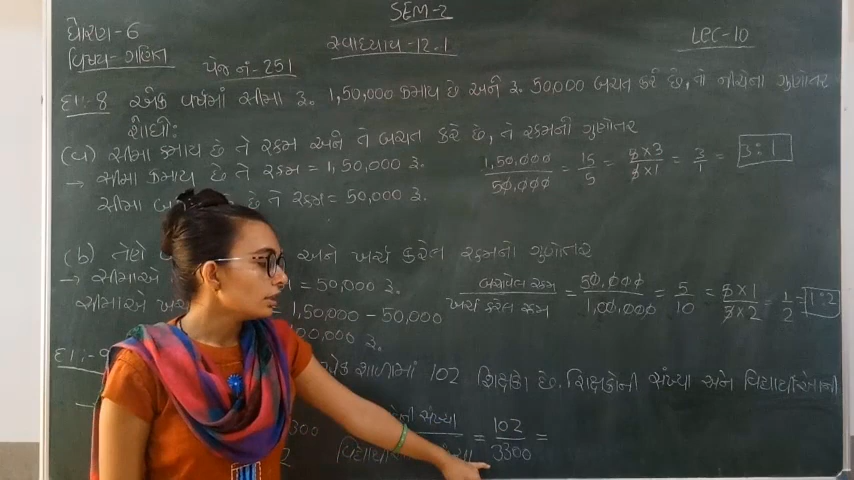 SEM-2
ધોરણ-6
સ્વાધ્યાય-12.1
LEC-10
વિષય-ગણિત
પેજ નં-251
દા.8 એક વર્ષમાં સીમા રૂ. 1,50,000 કમાય છે અને રૂ. 50,000 બચત કરે છે, તો નીચેના ગુણોત્તર
શોધો:
(a) સીમા કમાય છે તે રકમ અને તે બચત કરે છે, તે રકમનો ગુણોત્તર
→ સીમા કમાય છે તે રકમ = 1,50,000 રૂ.
1,50,000 / 50,000 = 15 / 5 = 5×3 / 5×1 = 3 / 1 = 3:1
સીમા છે તે રકમ = 50,000 રૂ.
(b) તેણે અને ખર્ચ કરેલ રકમનો ગુણોત્તર
→ સીમાએ = 50,000 રૂ.
બચાવેલ રકમ / ખર્ચ કરેલ રકમ = 50,000 / 1,00,000 = 5 / 10 = 5×1 / 5×2 = 1 / 2 = 1:2
સીમાએ ખર્ચ 1,50,000 - 50,000
00,000 રૂ.
દા.-9 શાળામાં 102 શિક્ષકો છે. શિક્ષકોની સંખ્યા અને વિદ્યાર્થીઓની
300 સંખ્યા = 102 / 3300 =
2